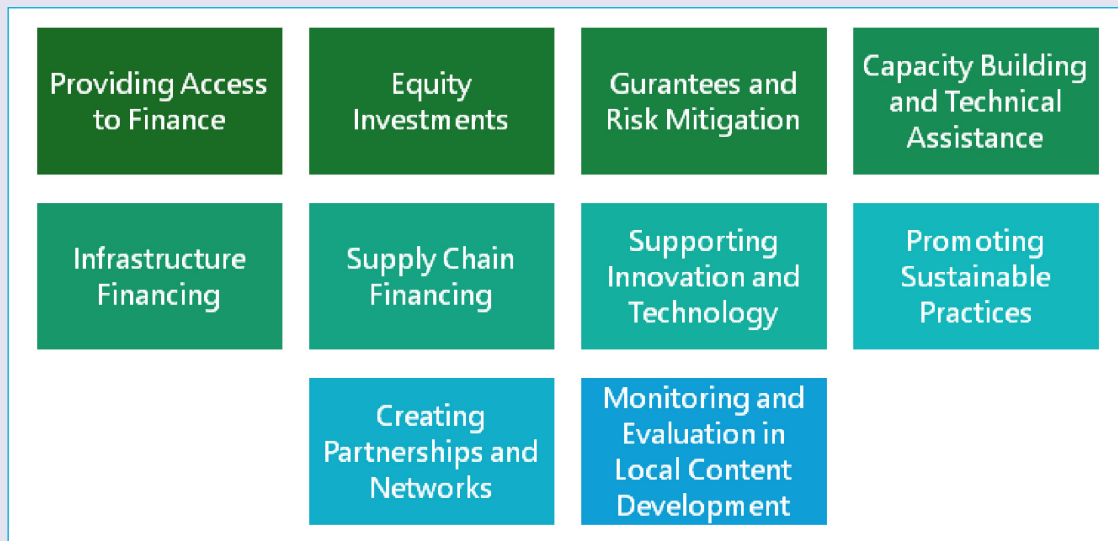 Providing Access
to Finance
Equity
Investments
Gurantees and
Risk Mitigation
Capacity Building
and Technical
Assistance
Infrastructure
Financing
Supply Chain
Financing
Supporting
Innovation and
Technology
Promoting
Sustainable
Practices
Creating
Partnerships and
Networks
Monitoring and
Evaluation in
Local Content
Development